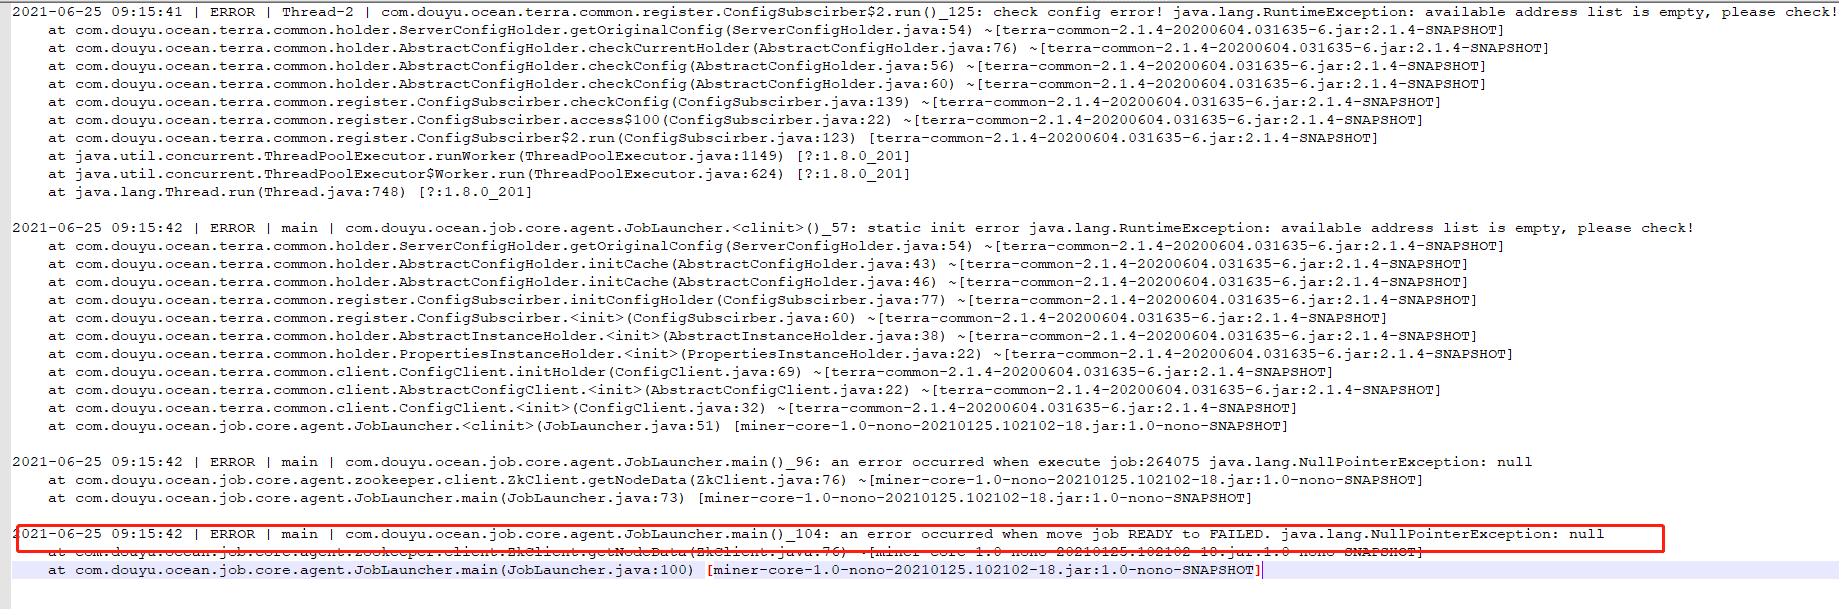 2021-06-25 09:15:41 | ERROR | Thread-2 | com.douyu.ocean.terra.common.register.ConfigSubscirber$2.run()_125: check config error! java.lang.RuntimeException: available address list is empty, please check!
at com.douyu.ocean.terra.common.holder.ServerConfigHolder.getOriginalConfig(ServerConfigHolder.java:54) ~[terra-common-2.1.4-20200604.031635-6.jar:2.1.4-SNAPSHOT]
at com.douyu.ocean.terra.common.holder.AbstractConfigHolder.checkCurrentHolder(AbstractConfigHolder.java:76) ~[terra-common-2.1.4-20200604.031635-6.jar:2.1.4-SNAPSHOT]
at com.douyu.ocean.terra.common.holder.AbstractConfigHolder.checkConfig(AbstractConfigHolder.java:56) ~[terra-common-2.1.4-20200604.031635-6.jar:2.1.4-SNAPSHOT]
at com.douyu.ocean.terra.common.holder.AbstractConfigHolder.checkConfig(AbstractConfigHolder.java:60) ~[terra-common-2.1.4-20200604.031635-6.jar:2.1.4-SNAPSHOT]
at com.douyu.ocean.terra.common.register.ConfigSubscirber.checkConfig(ConfigSubscirber.java:139) ~[terra-common-2.1.4-20200604.031635-6.jar:2.1.4-SNAPSHOT]
at com.douyu.ocean.terra.common.register.ConfigSubscirber.access$100(ConfigSubscirber.java:22) ~[terra-common-2.1.4-20200604.031635-6.jar:2.1.4-SNAPSHOT]
at com.douyu.ocean.terra.common.register.ConfigSubscirber$2.run(ConfigSubscirber.java:123) [terra-common-2.1.4-20200604.031635-6.jar:2.1.4-SNAPSHOT]
at java.util.concurrent.ThreadPoolExecutor.runWorker(ThreadPoolExecutor.java:1149) [?:1.8.0_201]
at java.util.concurrent.ThreadPoolExecutor$Worker.run(ThreadPoolExecutor.java:624) [?:1.8.0_201]
at java.lang.Thread.run(Thread.java:748) [?:1.8.0_201]
2021-06-25 09:15:42 | ERROR | main | com.douyu.ocean.job.core.agent.JobLauncher.<clinit>()_57: static init error java.lang.RuntimeException: available address list is empty, please check!
at com.douyu.ocean.terra.common.holder.ServerConfigHolder.getOriginalConfig(ServerConfigHolder.java:54) ~[terra-common-2.1.4-20200604.031635-6.jar:2.1.4-SNAPSHOT]
at com.douyu.ocean.terra.common.holder.AbstractConfigHolder.initCache(AbstractConfigHolder.java:43) ~[terra-common-2.1.4-20200604.031635-6.jar:2.1.4-SNAPSHOT]
at com.douyu.ocean.terra.common.holder.AbstractConfigHolder.initCache(AbstractConfigHolder.java:46) ~[terra-common-2.1.4-20200604.031635-6.jar:2.1.4-SNAPSHOT]
at com.douyu.ocean.terra.common.register.ConfigSubscirber.initConfigHolder(ConfigSubscirber.java:77) ~[terra-common-2.1.4-20200604.031635-6.jar:2.1.4-SNAPSHOT]
at com.douyu.ocean.terra.common.register.ConfigSubscirber.<init>(ConfigSubscirber.java:60) ~[terra-common-2.1.4-20200604.031635-6.jar:2.1.4-SNAPSHOT]
at com.douyu.ocean.terra.common.holder.AbstractInstanceHolder.<init>(AbstractInstanceHolder.java:38) ~[terra-common-2.1.4-20200604.031635-6.jar:2.1.4-SNAPSHOT]
at com.douyu.ocean.terra.common.holder.PropertiesInstanceHolder.<init>(PropertiesInstanceHolder.java:22) ~[terra-common-2.1.4-20200604.031635-6.jar:2.1.4-SNAPSHOT]
at com.douyu.ocean.terra.common.client.ConfigClient.initHolder(ConfigClient.java:69) ~[terra-common-2.1.4-20200604.031635-6.jar:2.1.4-SNAPSHOT]
at com.douyu.ocean.terra.common.client.AbstractConfigClient.<init>(AbstractConfigClient.java:22) ~[terra-common-2.1.4-20200604.031635-6.jar:2.1.4-SNAPSHOT]
at com.douyu.ocean.terra.common.client.ConfigClient.<init>(ConfigClient.java:32) ~[terra-common-2.1.4-20200604.031635-6.jar:2.1.4-SNAPSHOT]
at com.douyu.ocean.job.core.agent.JobLauncher.<clinit>(JobLauncher.java:51) [miner-core-1.0-nono-20210125.102102-18.jar:1.0-nono-SNAPSHOT]
2021-06-25 09:15:42 | ERROR | main | com.douyu.ocean.job.core.agent.JobLauncher.main()_96: an error occurred when execute job:264075 java.lang.NullPointerException: null
at com.douyu.ocean.job.core.agent.zookeeper.client.ZkClient.getNodeData(ZkClient.java:76) ~[miner-core-1.0-nono-20210125.102102-18.jar:1.0-nono-SNAPSHOT]
at com.douyu.ocean.job.core.agent.JobLauncher.main(JobLauncher.java:73) [miner-core-1.0-nono-20210125.102102-18.jar:1.0-nono-SNAPSHOT]
2021-06-25 09:15:42 | ERROR | main | com.douyu.ocean.job.core.agent.JobLauncher.main()_104: an error occurred when move job READY to FAILED. java.lang.NullPointerException: null
at com.douyu.ocean.job.core.agent.zookeeper.client.ZkClient.getNodeData(ZkClient.java:76) ~[miner-core-1.0-nono-20210125.102102-18.jar:1.0-nono-SNAPSHOT]
at com.douyu.ocean.job.core.agent.JobLauncher.main(JobLauncher.java:100) [miner-core-1.0-nono-20210125.102102-18.jar:1.0-nono-SNAPSHOT]